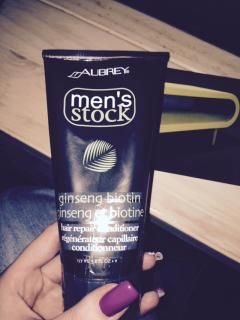 AUBREY
men's
stock
ginseng biotin
ginseng et biotine
hair repair conditioner
régénérateur capillaire
conditionneur